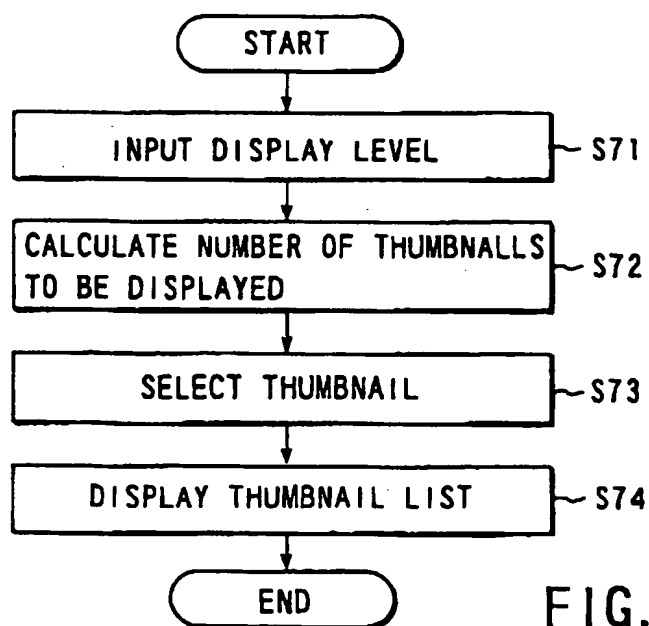 START
INPUT DISPLAY LEVEL
S71
CALCULATE NUMBER OF THUMBNALLS
TO BE DISPLAYED
S72
SELECT THUMBNAIL
S73
DISPLAY THUMBNAIL LIST
S74
END
FIG.